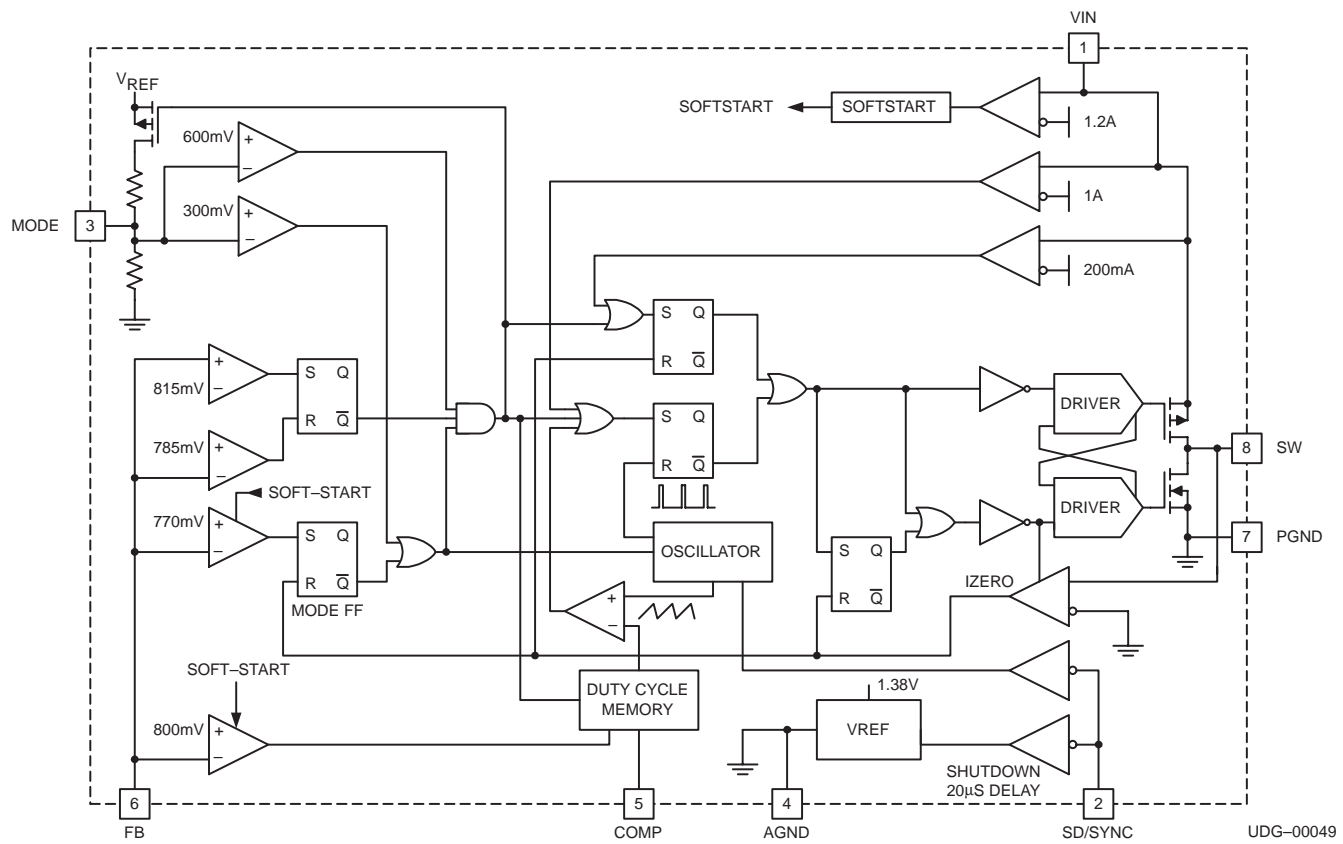 VIN
1
VREF
SOFTSTART
SOFTSTART
1.2A
600mV
+
−
1A
MODE
3
300mV
+
−
200mA
S Q
R Q
815mV
+
−
S Q
R Q
DRIVER
S Q
R Q
785mV
+
−
8
SW
SOFT–START
770mV
+
−
DRIVER
S Q
R Q
MODE FF
OSCILLATOR
S Q
R Q
7
PGND
IZERO
+
−
SOFT–START
DUTY CYCLE
MEMORY
1.38V
800mV
+
−
VREF
SHUTDOWN
20µS DELAY
6
5
4
2
FB
COMP
AGND
SD/SYNC
UDG–00049